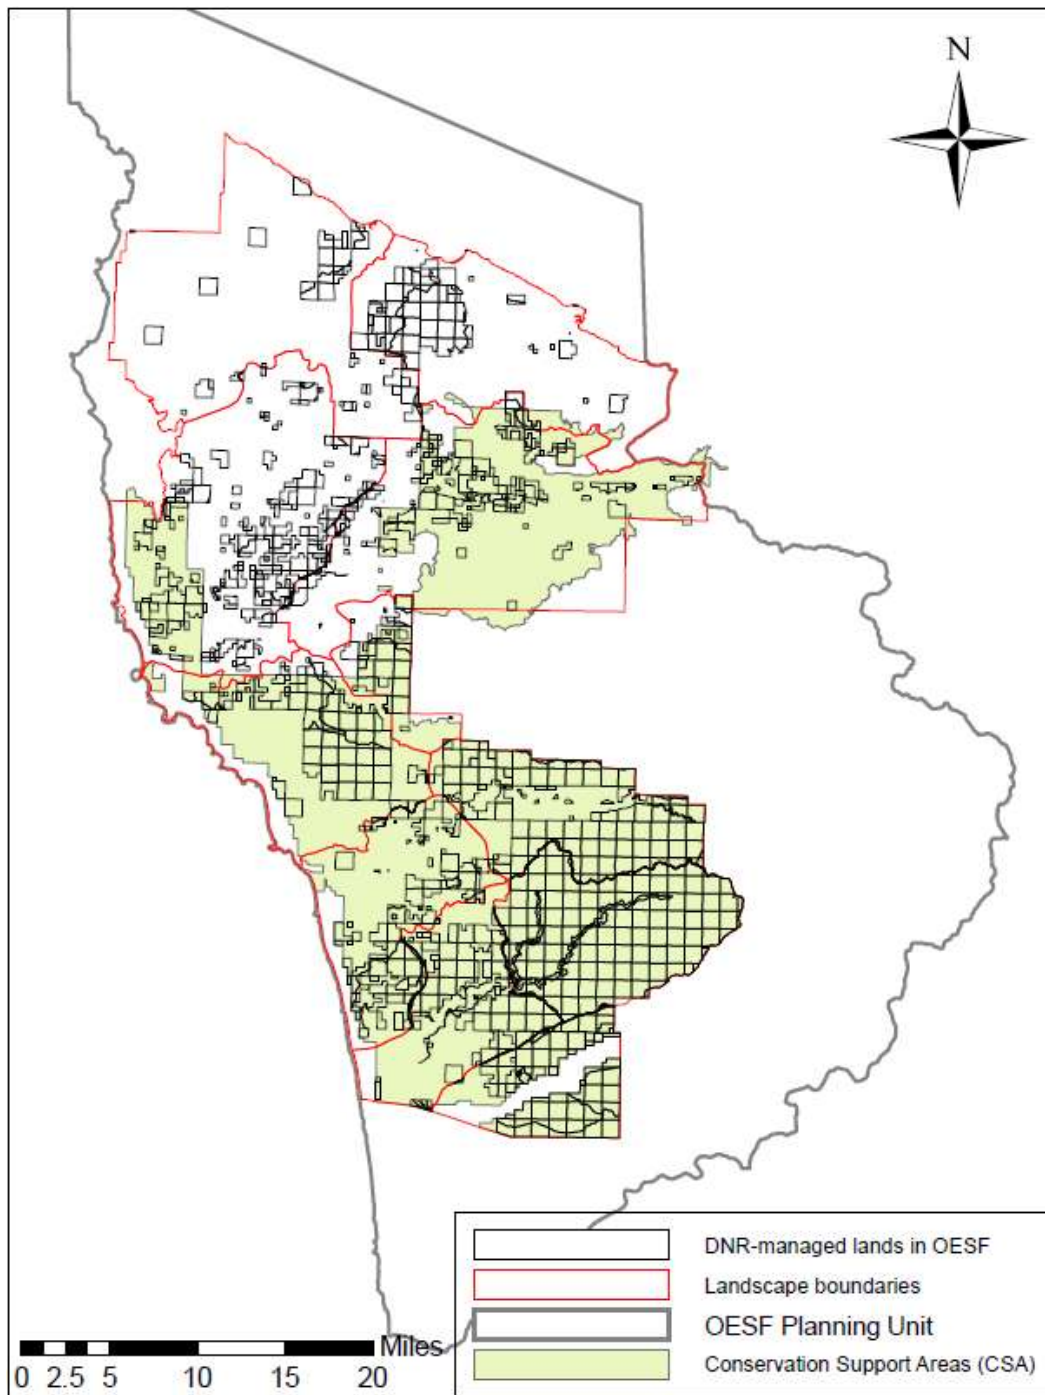 N
DNR-managed lands in OESF
Landscape boundaries
OESF Planning Unit
Conservation Support Areas (CSA)
Miles
0 2.5 5 10 15 20